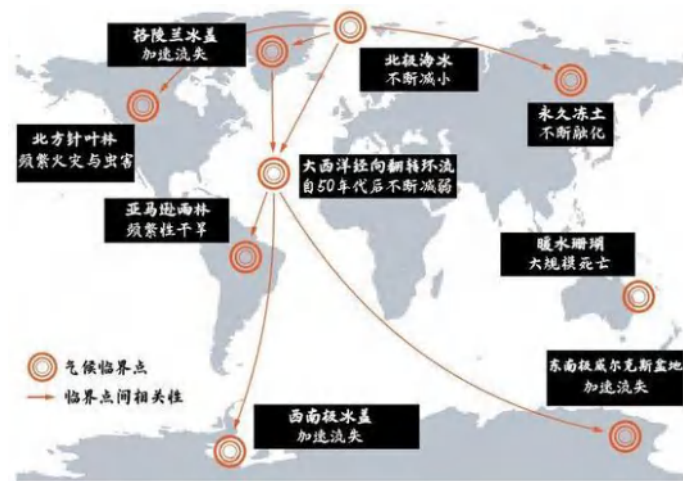 格陵兰冰盖
加速流失
北极海冰
不断减小
永久冻土
不断融化
北方针叶林
频繁火灾与虫害
大西洋经向翻转环流
自50年代后不断减弱
亚马逊雨林
频繁性干旱
暖水珊瑚
大规模死亡
气候临界点
临界点间相关性
东南极威尔克斯盆地
加速流失
西南极冰盖
加速流失